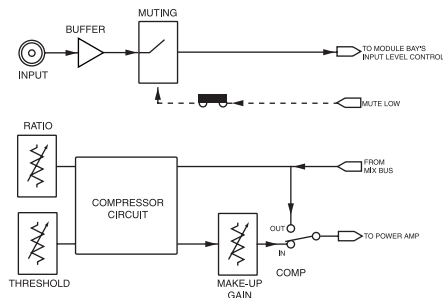 MUTING
BUFFER
INPUT
TO MODULE BAY'S
INPUT LEVEL CONTROL
MUTE LOW
RATIO
FROM
MIX BUS
COMPRESSOR
CIRCUIT
OUT
TO POWER AMP
IN
COMP
THRESHOLD
MAKE-UP
GAIN